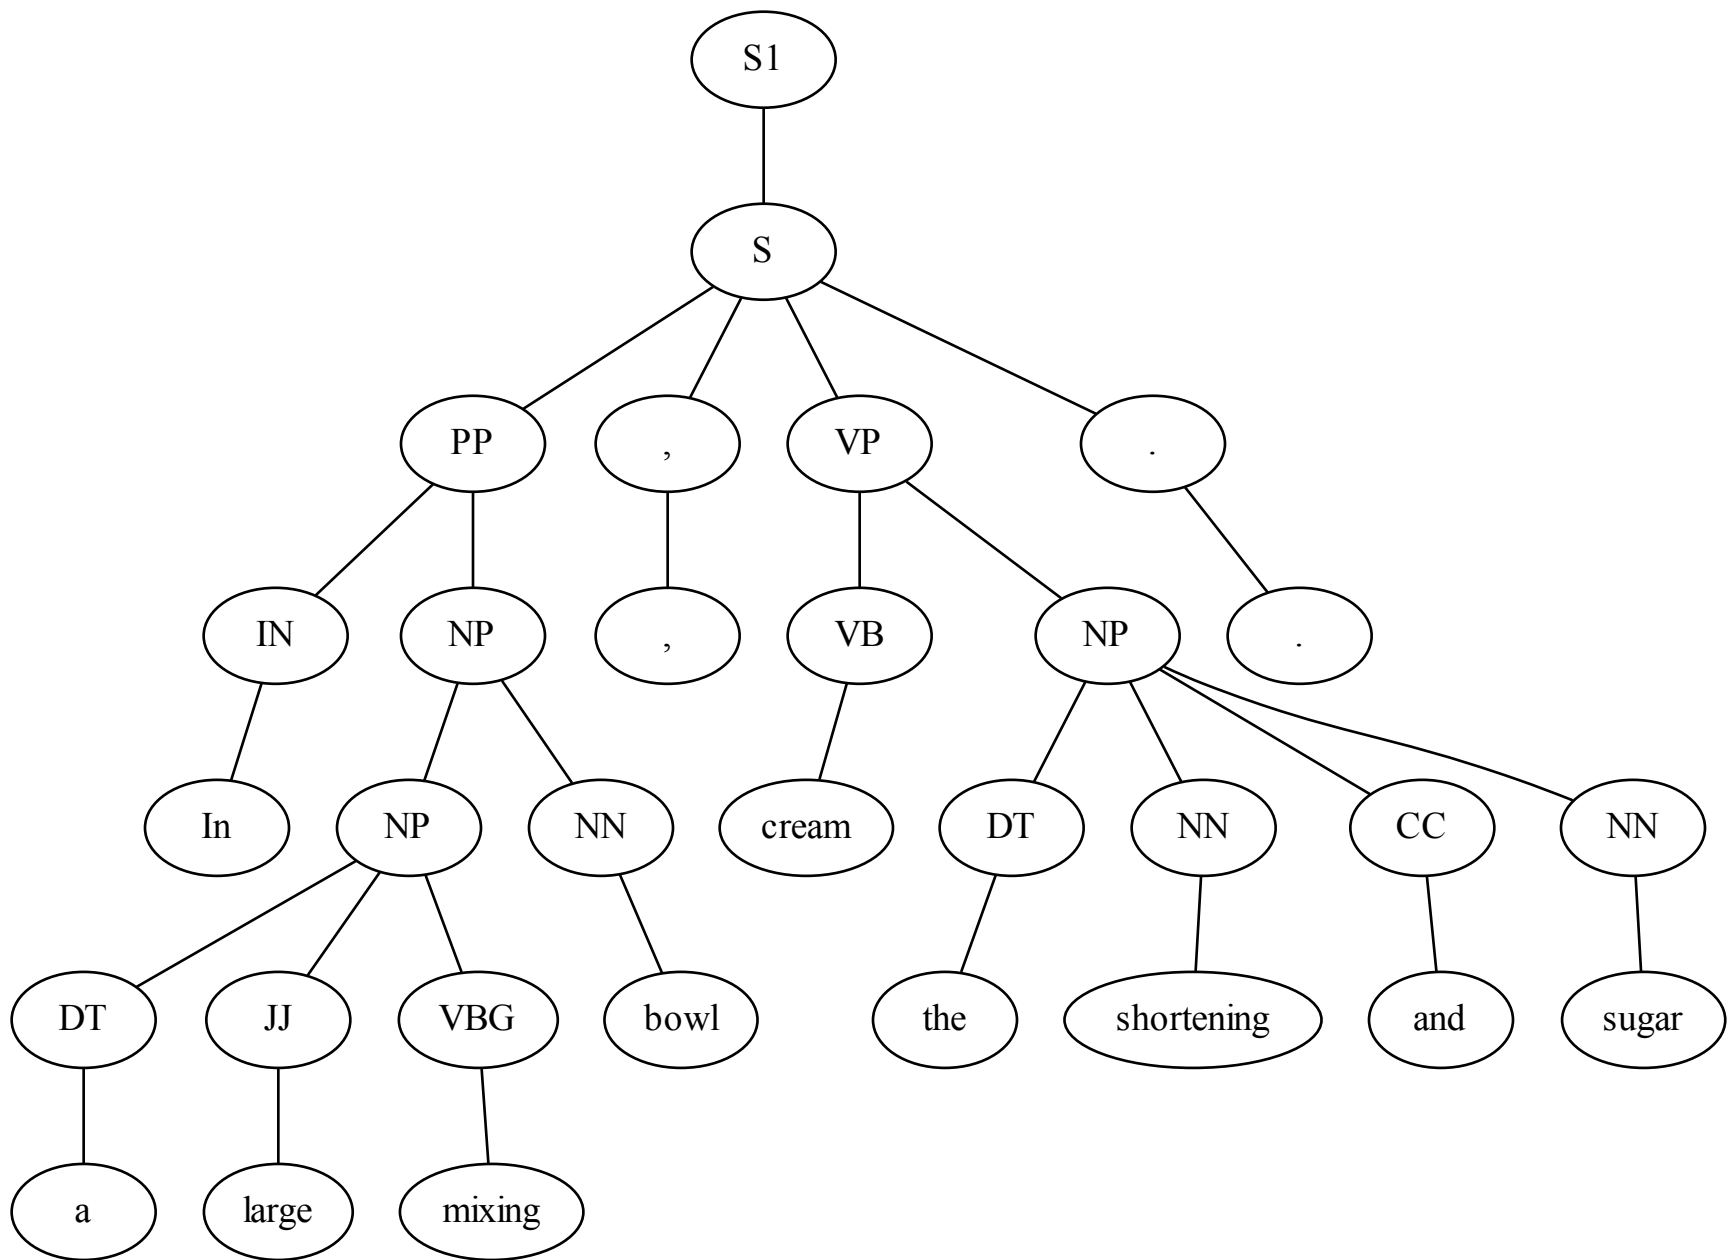 S1
S
PP , VP .
IN NP , VB NP .
In NP NN cream DT NN CC NN
DT JJ VBG bowl the shortening and sugar
a large mixing